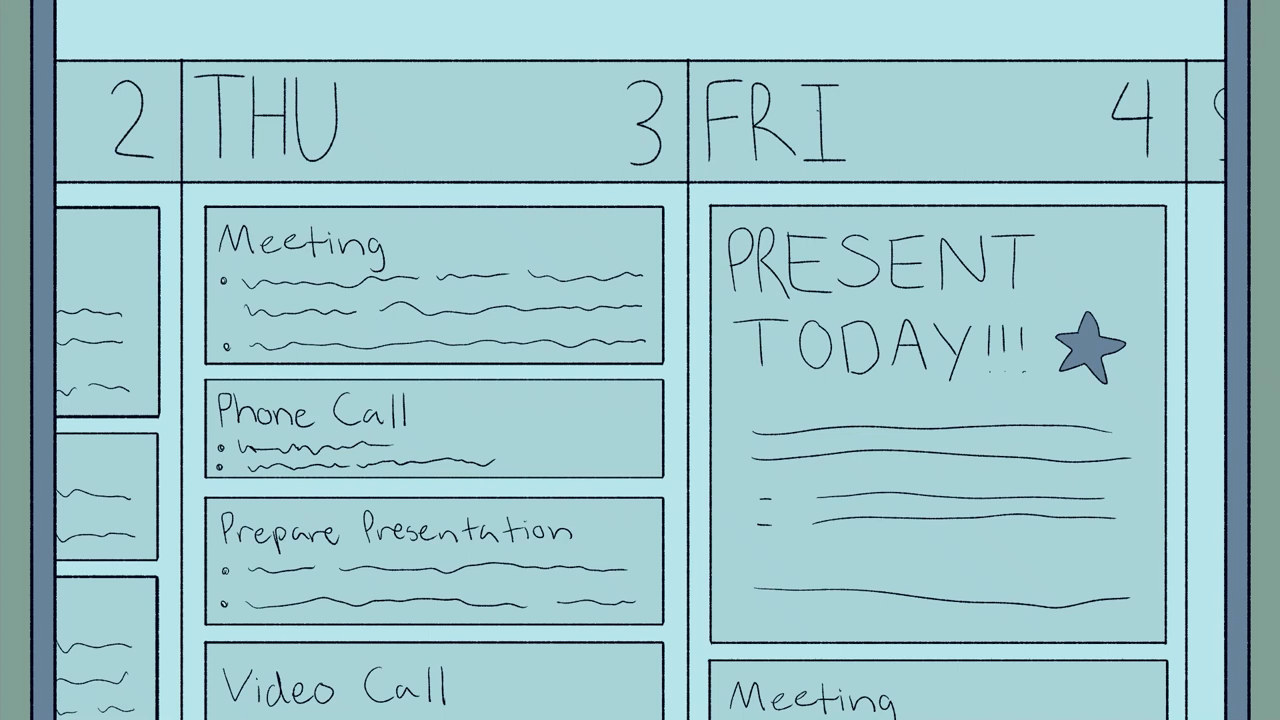 2
THU 3
FRI 4
Meeting
Phone Call
Prepare Presentation
Video Call
PRESENT
TODAY!!!
Meeting